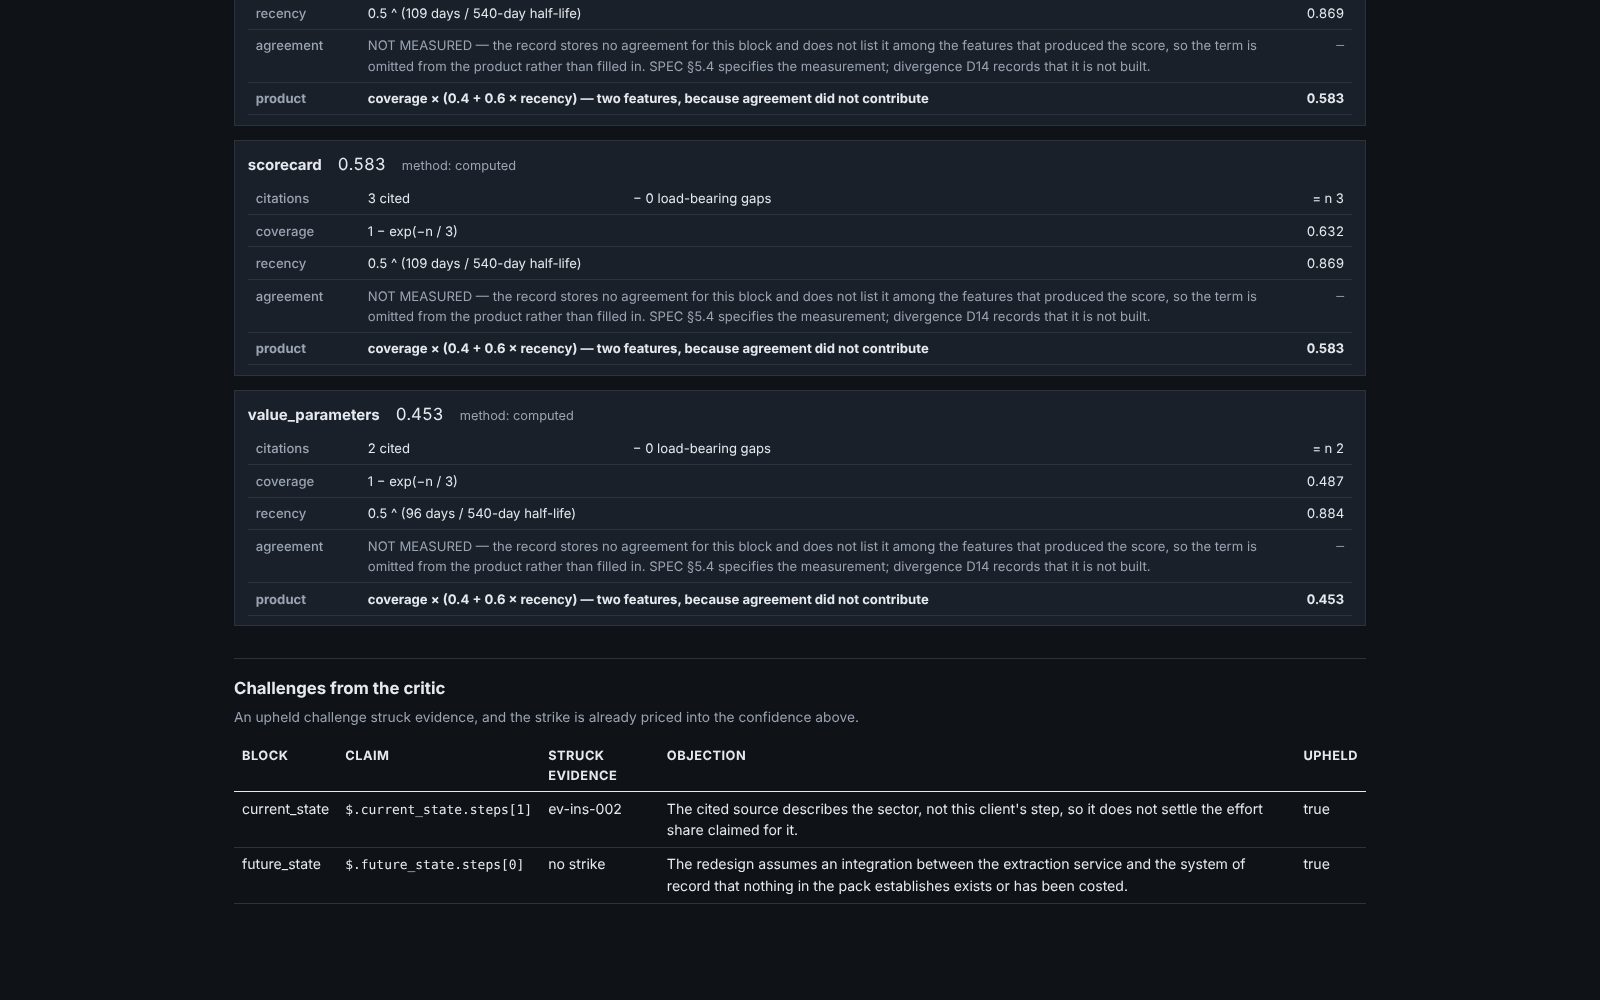 recency 0.5 ^ (109 days / 540-day half-life) 0.869
agreement NOT MEASURED — the record stores no agreement for this block and does not list it among the features that produced the score, so the term is –
omitted from the product rather than filled in. SPEC §5.4 specifies the measurement; divergence D14 records that it is not built.
product coverage × (0.4 + 0.6 × recency) — two features, because agreement did not contribute 0.583
scorecard 0.583 method: computed
citations 3 cited − 0 load-bearing gaps = n 3
coverage 1 − exp(−n / 3) 0.632
recency 0.5 ^ (109 days / 540-day half-life) 0.869
agreement NOT MEASURED — the record stores no agreement for this block and does not list it among the features that produced the score, so the term is –
omitted from the product rather than filled in. SPEC §5.4 specifies the measurement; divergence D14 records that it is not built.
product coverage × (0.4 + 0.6 × recency) — two features, because agreement did not contribute 0.583
value_parameters 0.453 method: computed
citations 2 cited − 0 load-bearing gaps = n 2
coverage 1 − exp(−n / 3) 0.487
recency 0.5 ^ (96 days / 540-day half-life) 0.884
agreement NOT MEASURED — the record stores no agreement for this block and does not list it among the features that produced the score, so the term is –
omitted from the product rather than filled in. SPEC §5.4 specifies the measurement; divergence D14 records that it is not built.
product coverage × (0.4 + 0.6 × recency) — two features, because agreement did not contribute 0.453
Challenges from the critic
An upheld challenge struck evidence, and the strike is already priced into the confidence above.
BLOCK CLAIM STRUCK OBJECTION UPHELD
EVIDENCE
current_state $.current_state.steps[1] ev-ins-002 The cited source describes the sector, not this client's step, so it does not settle the effort true
share claimed for it.
future_state $.future_state.steps[0] no strike The redesign assumes an integration between the extraction service and the system of true
record that nothing in the pack establishes exists or has been costed.